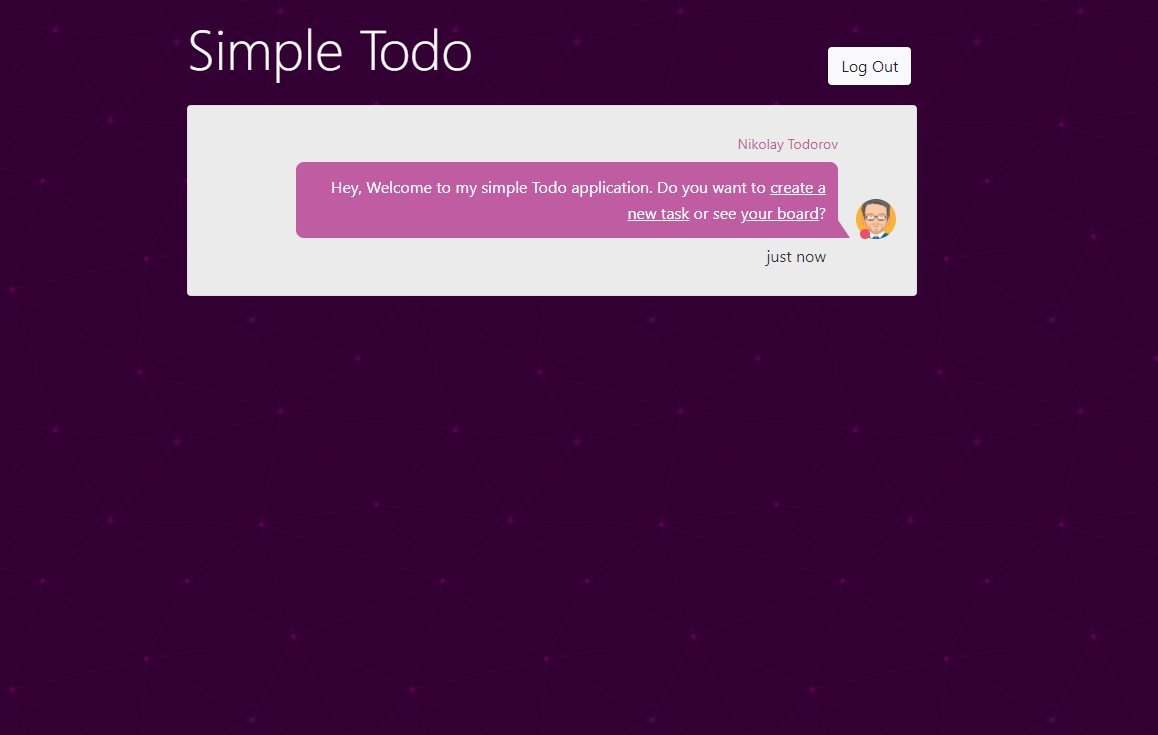 Simple Todo
Log Out
Nikolay Todorov
Hey, Welcome to my simple Todo application. Do you want to create a
new task or see your board?
just now